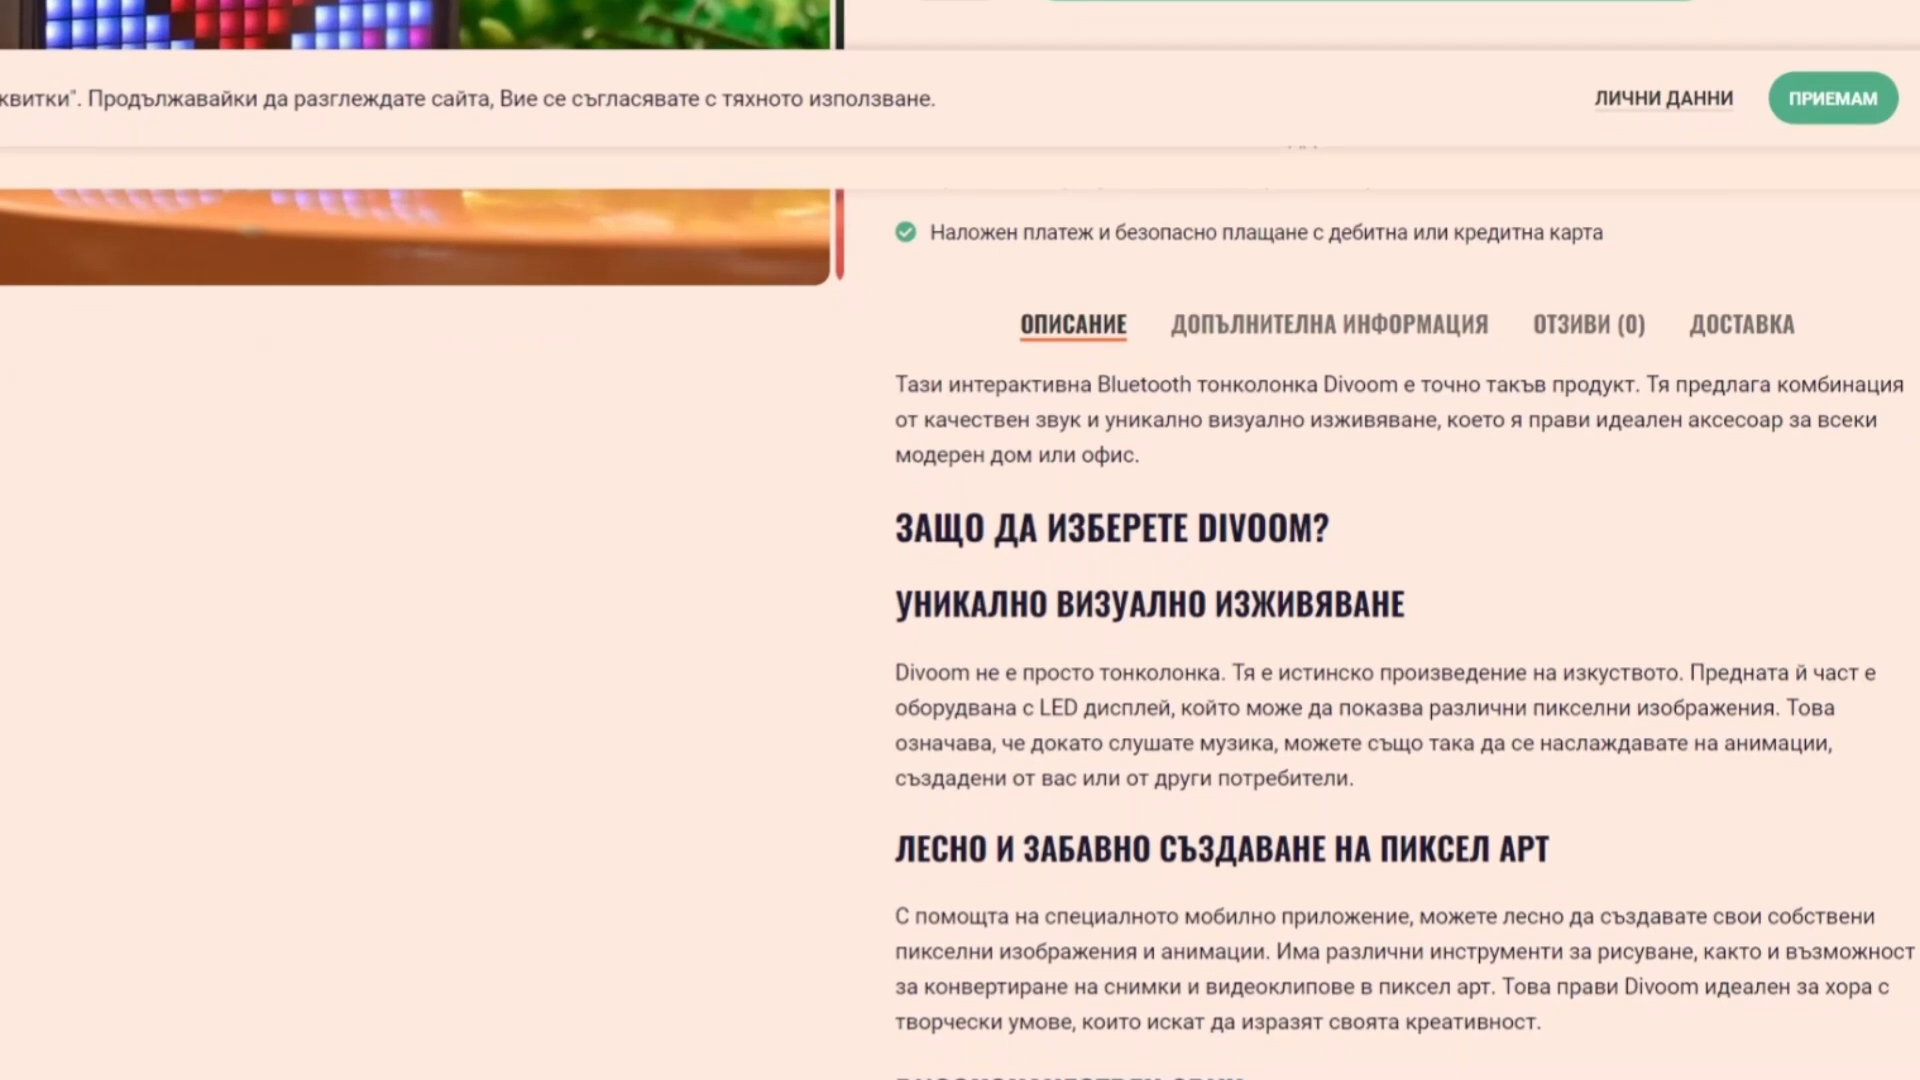 квитки". Продължавайки да разглеждате сайта, Вие се съгласявате с тяхното използване.
ЛИЧНИ ДАННИ
ПРИЕМАМ
Наложен платеж и безопасно плащане с дебитна или кредитна карта
ОПИСАНИЕ
ДОПЪЛНИТЕЛНА ИНФОРМАЦИЯ
ОТЗИВИ (0)
ДОСТАВКА
Тази интерактивна Bluetooth тонколонка Divoom е точно такъв продукт. Тя предлага комбинация
от качествен звук и уникално визуално изживяване, което я прави идеален аксесоар за всеки
модерен дом или офис.
ЗАЩО ДА ИЗБЕРЕТЕ DIVOOM?
УНИКАЛНО ВИЗУАЛНО ИЗЖИВЯВАНЕ
Divoom не е просто тонколонка. Тя е истинско произведение на изкуството. Предната й част е
оборудвана с LED дисплей, който може да показва различни пикселни изображения. Това
означава, че докато слушате музика, можете също така да се наслаждавате на анимации,
създадени от вас или от други потребители.
ЛЕСНО И ЗАБАВНО СЪЗДАВАНЕ НА ПИКСЕЛ АРТ
С помощта на специалното мобилно приложение, можете лесно да създавате свои собствени
пикселни изображения и анимации. Има различни инструменти за рисуване, както и възможност
за конвертиране на снимки и видеоклипове в пиксел арт. Това прави Divoom идеален за хора с
творчески умове, които искат да изразят своята креативност.